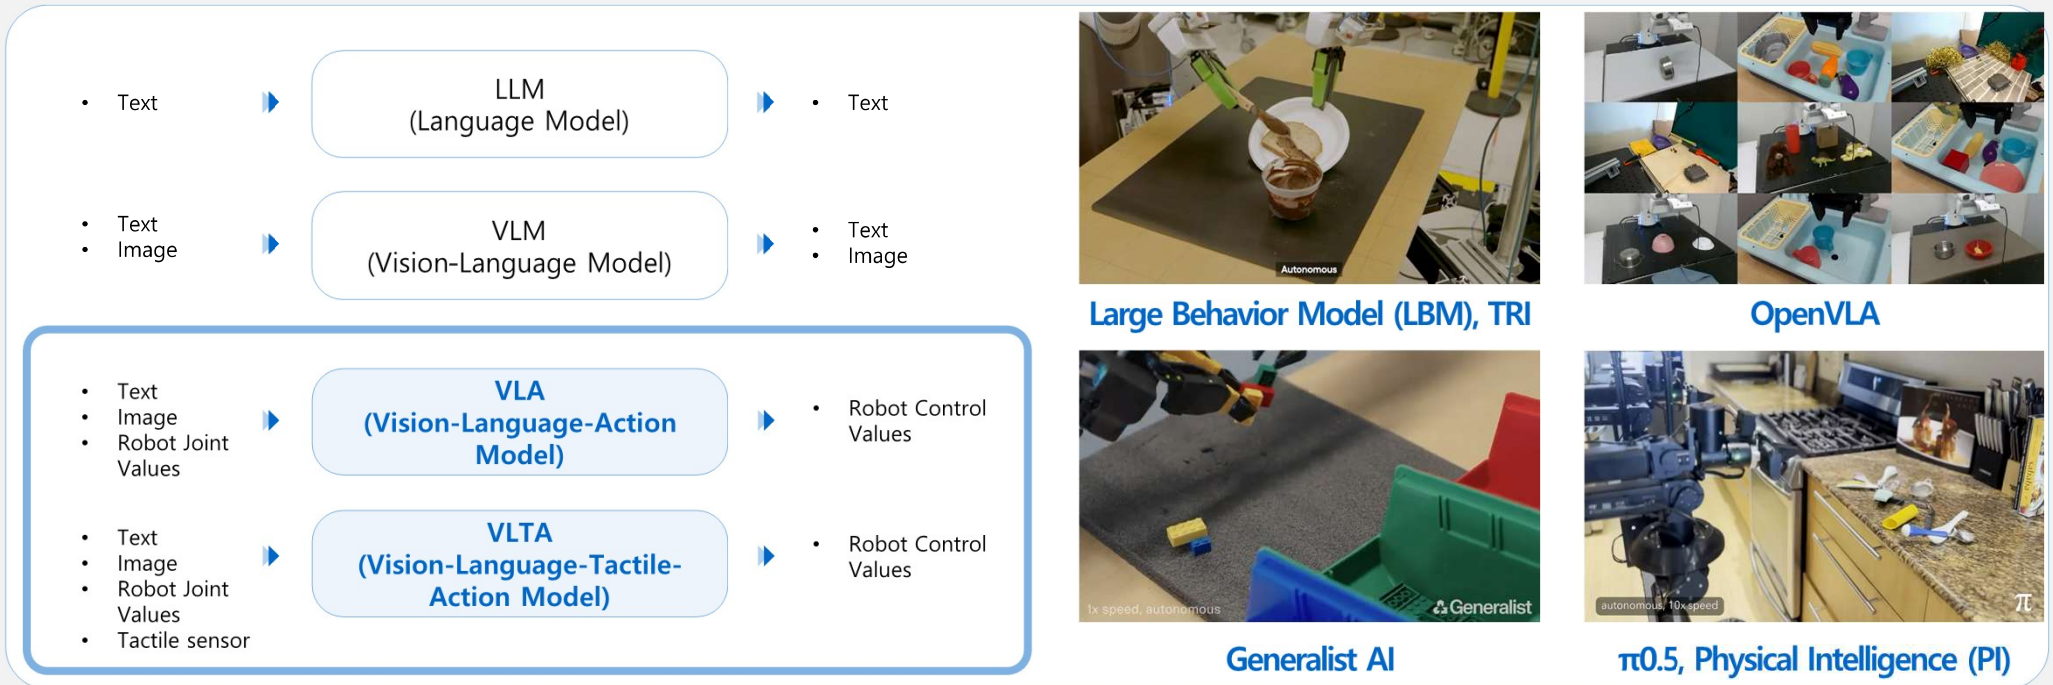 • Text
LLM
(Language Model)
• Text
• Text
• Image
VLM
(Vision-Language Model)
• Text
• Image
• Text
• Image
• Robot Joint
Values
VLA
(Vision-Language-Action
Model)
• Robot Control
Values
• Text
• Image
• Robot Joint
Values
• Tactile sensor
VLTA
(Vision-Language-Tactile-
Action Model)
• Robot Control
Values
Autonomous
Large Behavior Model (LBM), TRI
OpenVLA
1x speed, autonomous
Generalist
Generalist AI
autonomous, 10x speed
π
π0.5, Physical Intelligence (PI)